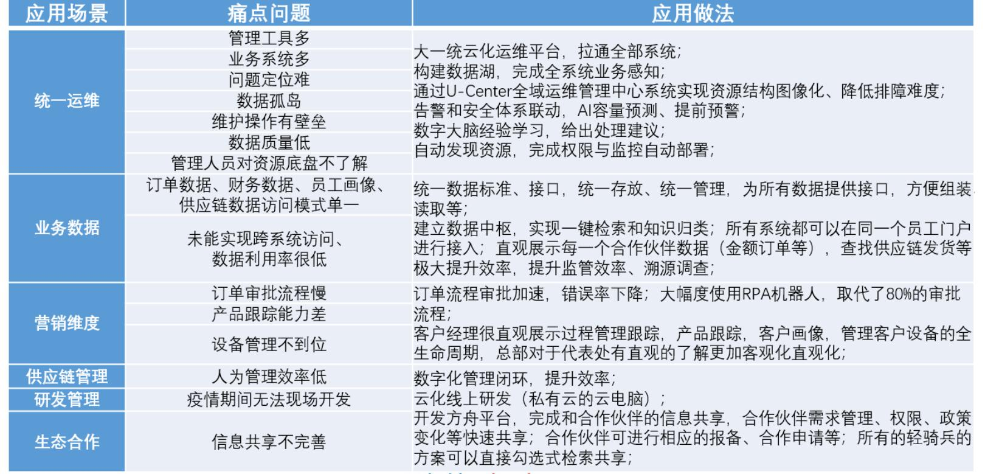 应用场景
痛点问题
应用做法
统一运维
管理工具多
业务系统多
问题定位难
数据孤岛
维护操作有壁垒
数据质量低
管理人员对资源底盘不了解
大一统云化运维平台，拉通全部系统；
构建数据湖，完成全系统业务感知；
通过U-Center全域运维管理中心系统实现资源结构图像化、降低排障难度；
告警和安全体系联动，AI容量预测、提前预警；
数字大脑经验学习，给出处理建议；
自动发现资源，完成权限与监控自动部署；
业务数据
订单数据、财务数据、员工画像、
供应链数据访问模式单一
未能实现跨系统访问、
数据利用率很低
统一数据标准、接口，统一存放、统一管理，为所有数据提供接口，方便组装、
读取等；
建立数据中枢，实现一键检索和知识归类；所有系统都可以在同一个员工门户
进行接入；直观展示每一个合作伙伴数据（金额订单等），查找供应链发货等
极大提升效率，提升监管效率、溯源调查；
营销维度
订单审批流程慢
产品跟踪能力差
设备管理不到位
订单流程审批加速，错误率下降；大幅度使用RPA机器人，取代了80%的审批
流程；
客户经理很直观展示过程管理跟踪，产品跟踪，客户画像，管理客户设备的全
生命周期，总部对于代表处有直观的了解更加客观化直观化；
供应链管理
人为管理效率低
数字化管理闭环，提升效率；
研发管理
疫情期间无法现场开发
云化线上研发（私有云的云电脑）；
生态合作
信息共享不完善
开发方舟平台，完成和合作伙伴的信息共享，合作伙伴需求管理、权限、政策
变化等快速共享；合作伙伴可进行相应的报备、合作申请等；所有的轻骑兵的
方案可以直接勾选式检索共享；